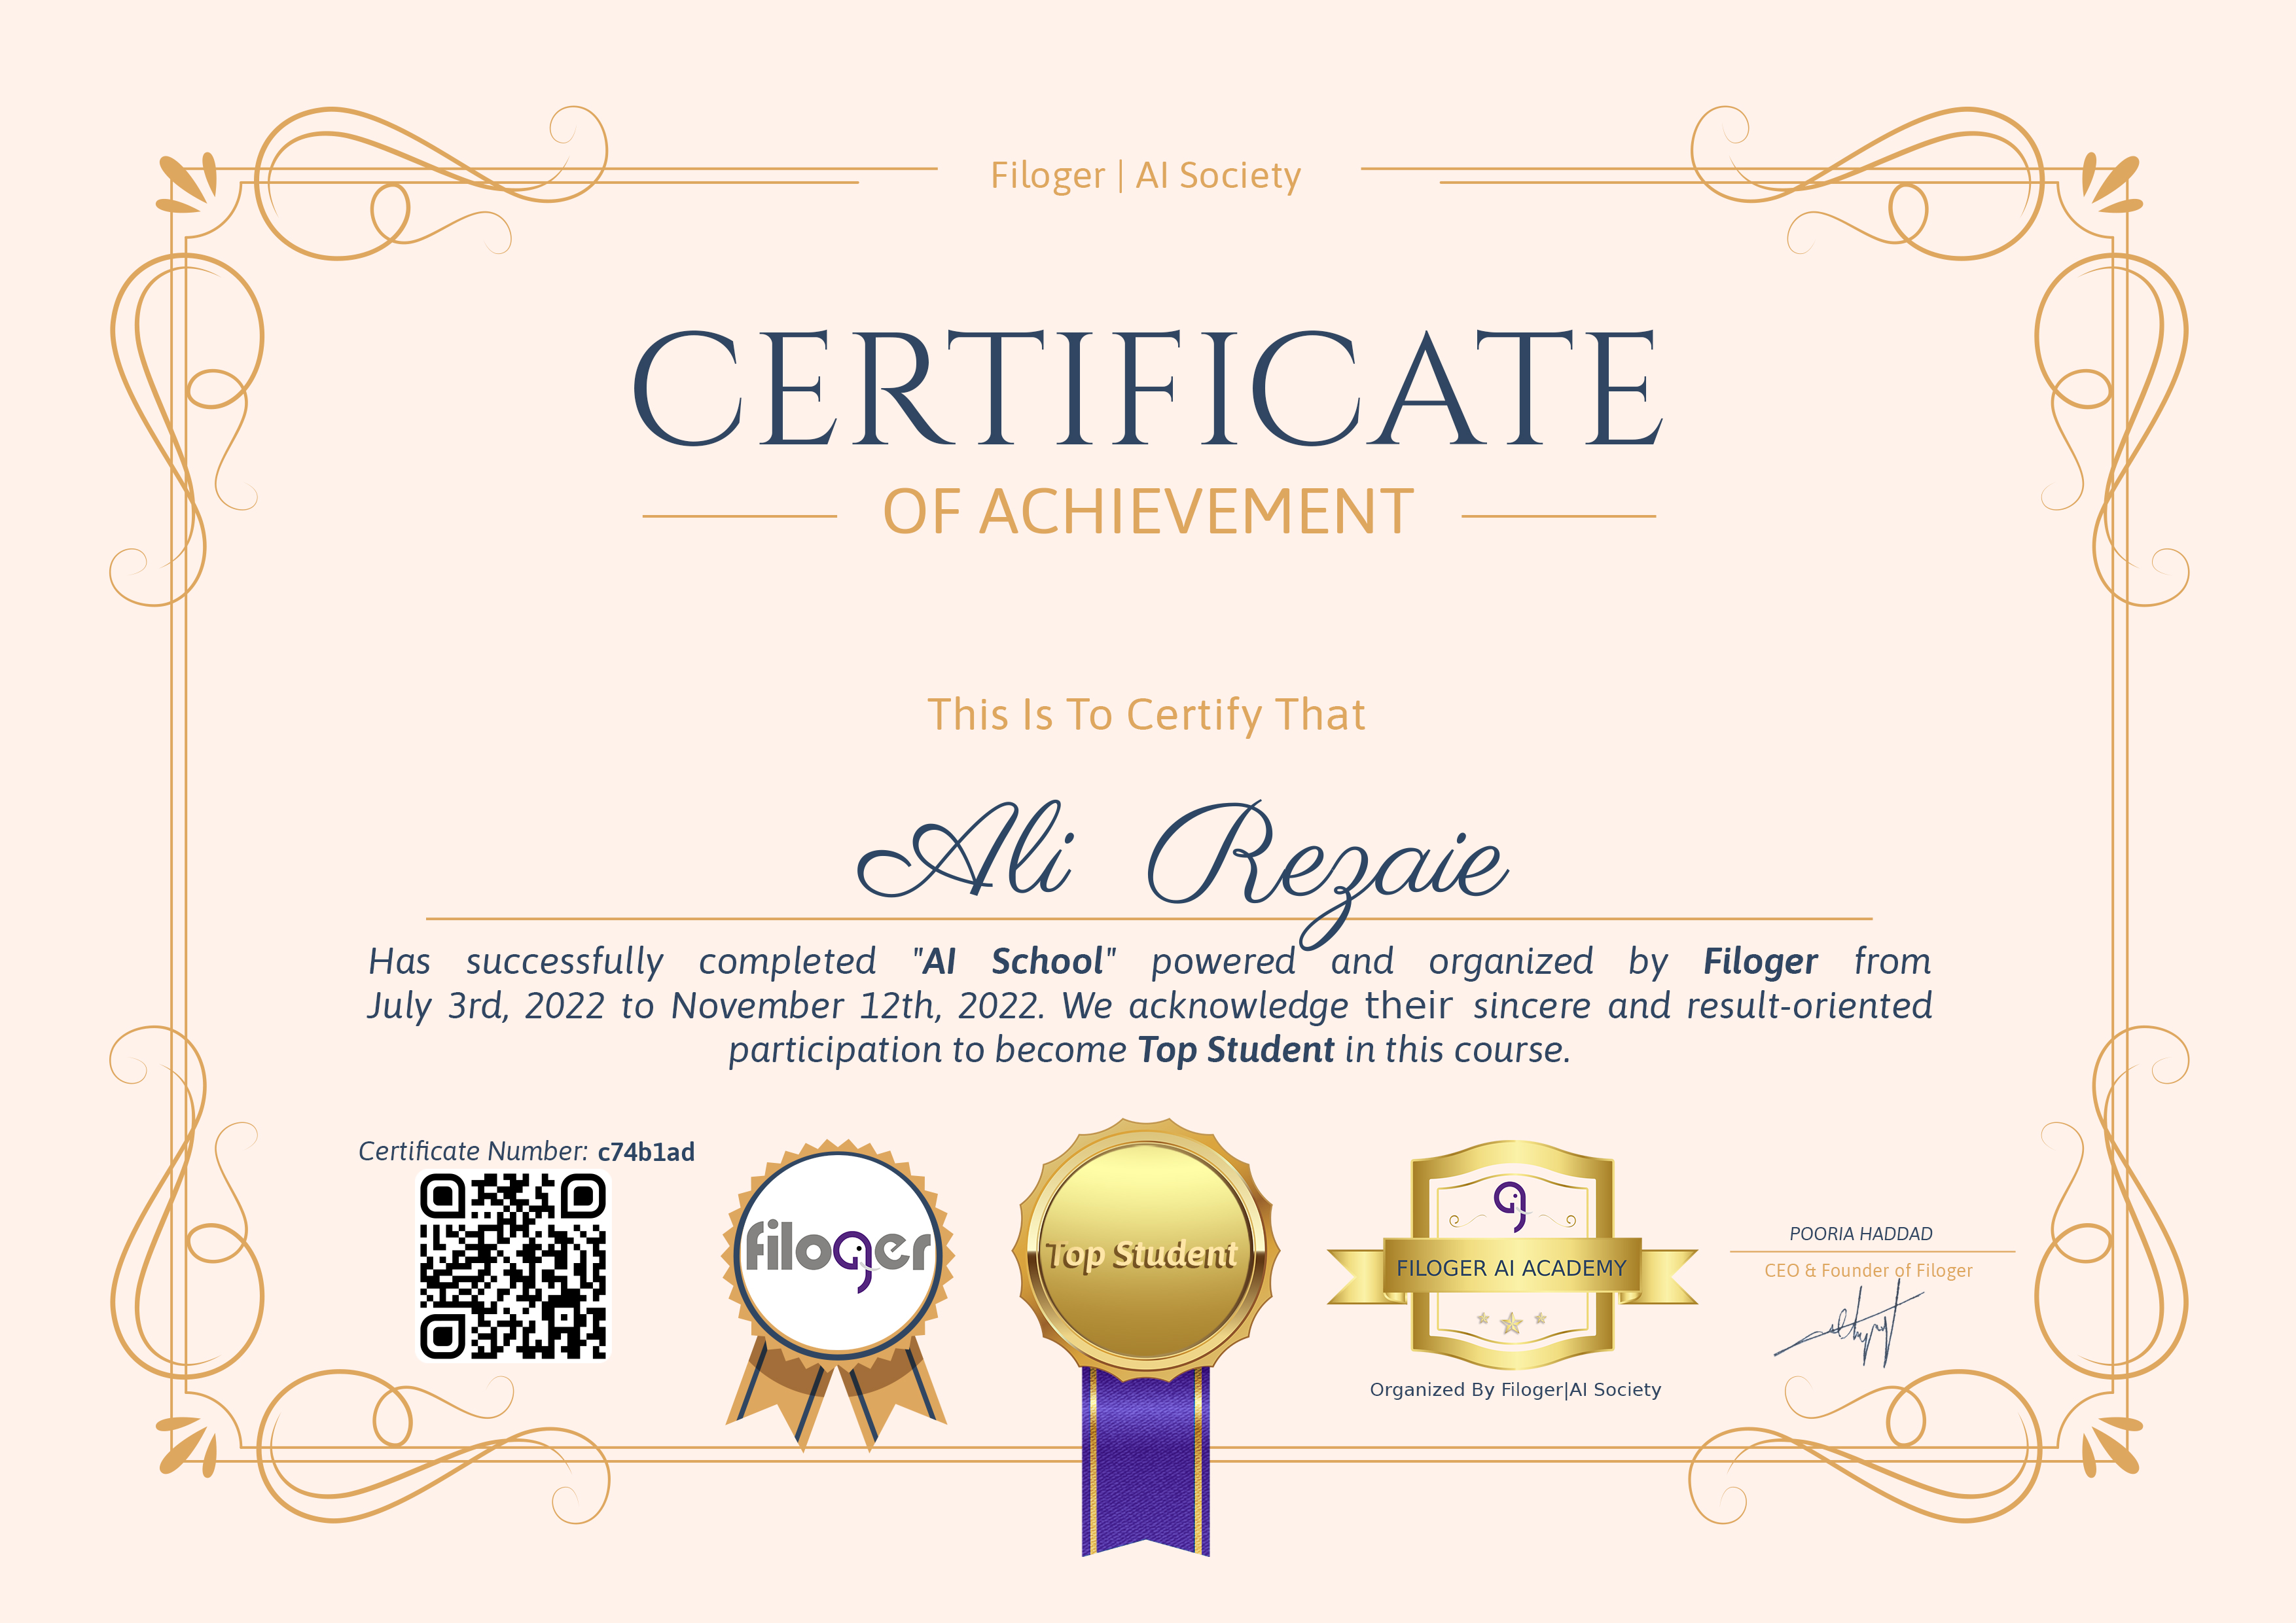 Filoger | AI Society
CERTIFICATE
OF ACHIEVEMENT
This Is To Certify That
Ali Rezaie
Has successfully completed "AI School" powered and organized by Filoger from
July 3rd, 2022 to November 12th, 2022. We acknowledge their sincere and result-oriented
participation to become Top Student in this course.
Certificate Number: c74b1ad
filoger
Top Student
FILOGER AI ACADEMY
Organized By Filoger|AI Society
POORIA HADDAD
CEO & Founder of Filoger